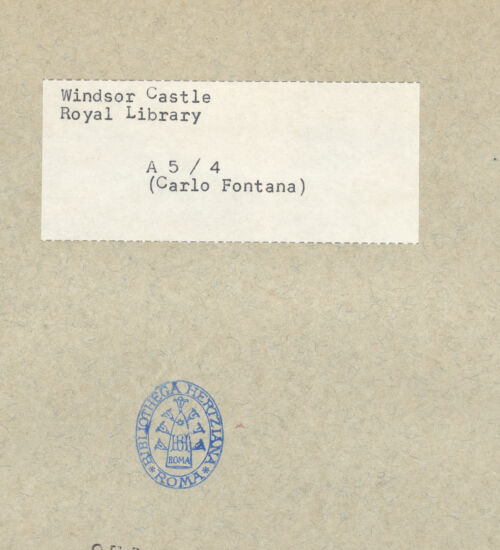 Windsor Castle
Royal Library
A 5 / 4
(Carlo Fontana)
BIBLIOTHECA HERTZIANA
ROMA
ROMA